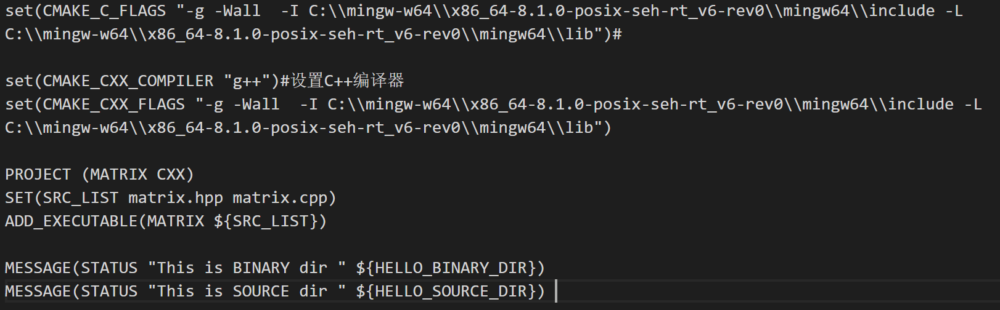 set(CMAKE_C_FLAGS "-g -Wall  -I C:\\mingw-w64\\x86_64-8.1.0-posix-seh-rt_v6-rev0\\mingw64\\include -L
C:\\mingw-w64\\x86_64-8.1.0-posix-seh-rt_v6-rev0\\mingw64\\lib")#
set(CMAKE_CXX_COMPILER "g++")#设置C++编译器
set(CMAKE_CXX_FLAGS "-g -Wall  -I C:\\mingw-w64\\x86_64-8.1.0-posix-seh-rt_v6-rev0\\mingw64\\include -L
C:\\mingw-w64\\x86_64-8.1.0-posix-seh-rt_v6-rev0\\mingw64\\lib")
PROJECT (MATRIX CXX)
SET(SRC_LIST matrix.hpp matrix.cpp)
ADD_EXECUTABLE(MATRIX ${SRC_LIST})
MESSAGE(STATUS "This is BINARY dir " ${HELLO_BINARY_DIR})
MESSAGE(STATUS "This is SOURCE dir " ${HELLO_SOURCE_DIR})